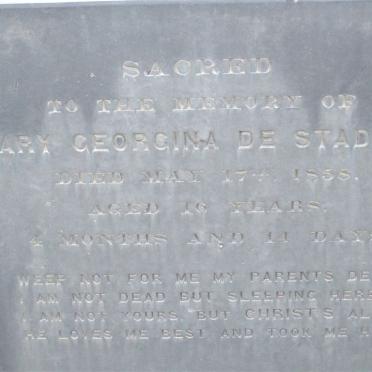 SACRED
TO THE MEMORY OF
ARY GEORGINA DE STAD
DIED MAY 17TH 1858.
AGED 16 YEARS.
4 MONTHS AND 11 DAY
WEEP NOT FOR ME MY PARENTS DE
I AM NOT DEAD BUT SLEEPING HERE
I AM NOT YOURS, BUT CHRIST'S AL
HE LOVES ME BEST AND TOOK ME H